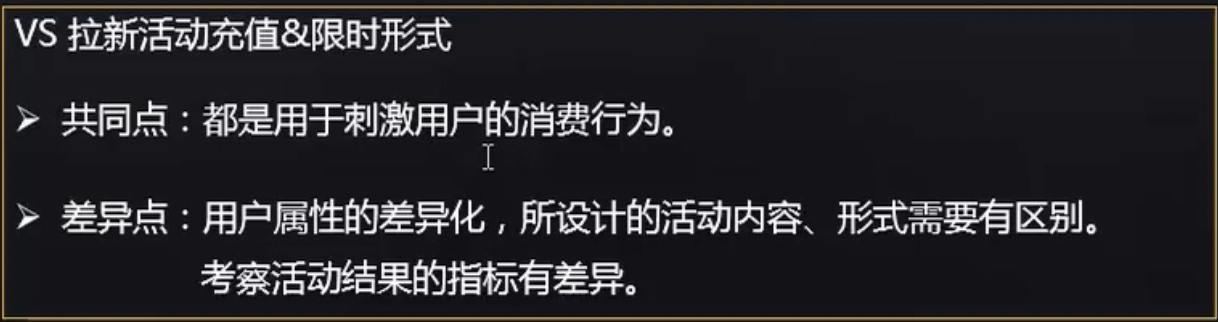 VS 拉新活动充值&限时形式
➢ 共同点：都是用于刺激用户的消费行为。
➢ 差异点：用户属性的差异化，所设计的活动内容、形式需要有区别。
考察活动结果的指标有差异。